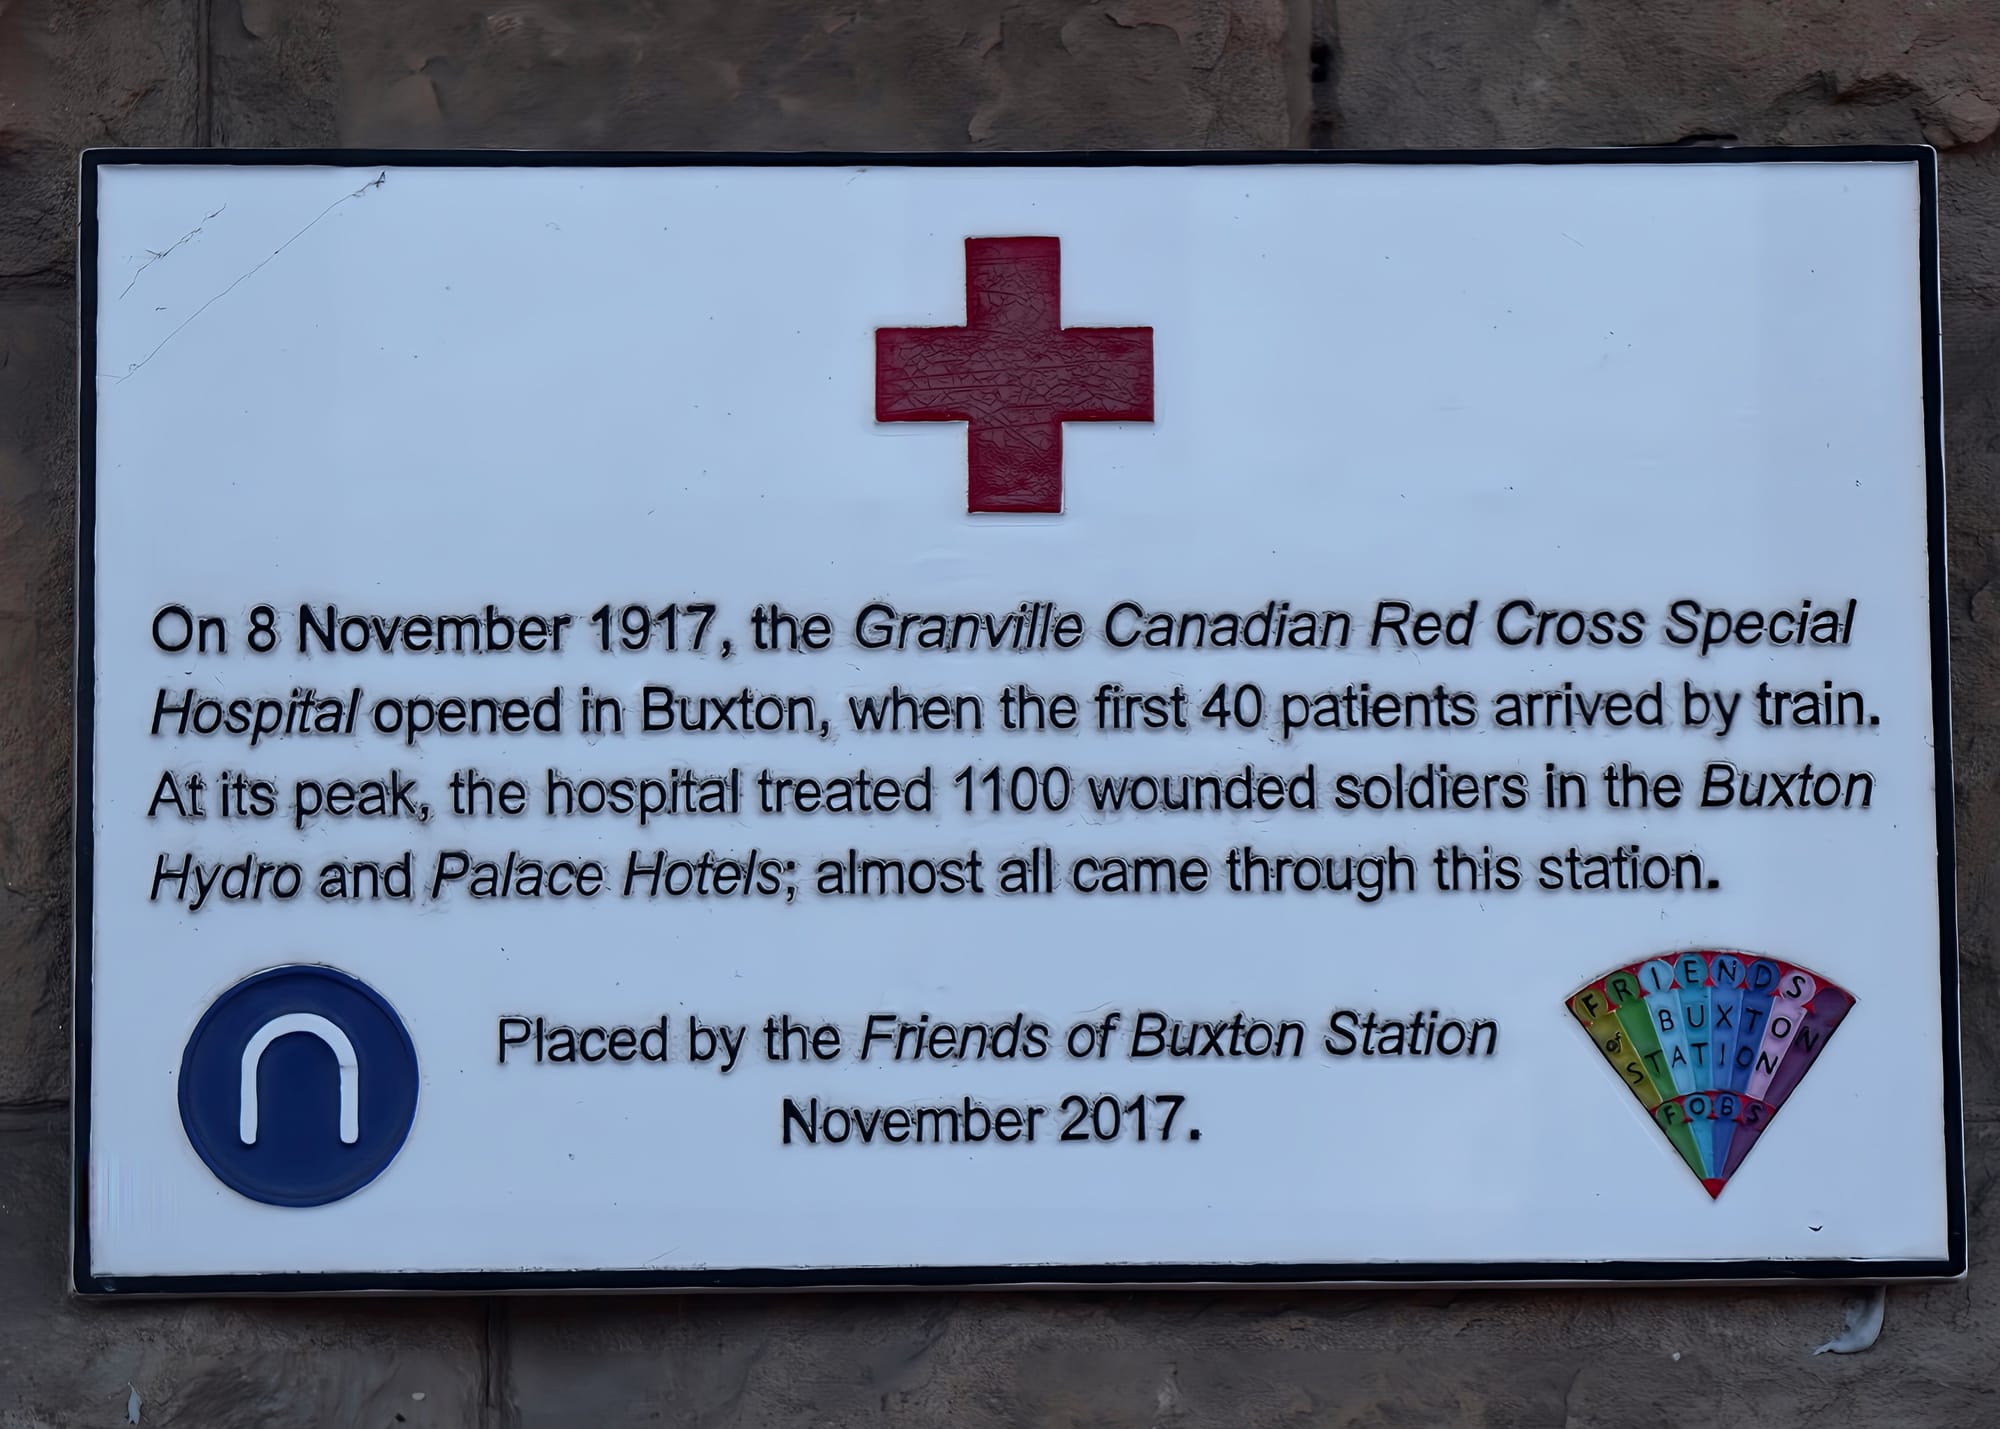 On 8 November 1917, the Granville Canadian Red Cross Special
Hospital opened in Buxton, when the first 40 patients arrived by train.
At its peak, the hospital treated 1100 wounded soldiers in the Buxton
Hydro and Palace Hotels; almost all came through this station.
Placed by the Friends of Buxton Station
November 2017.
n
FRIENDS
of BUXTON
STATION
FOBS